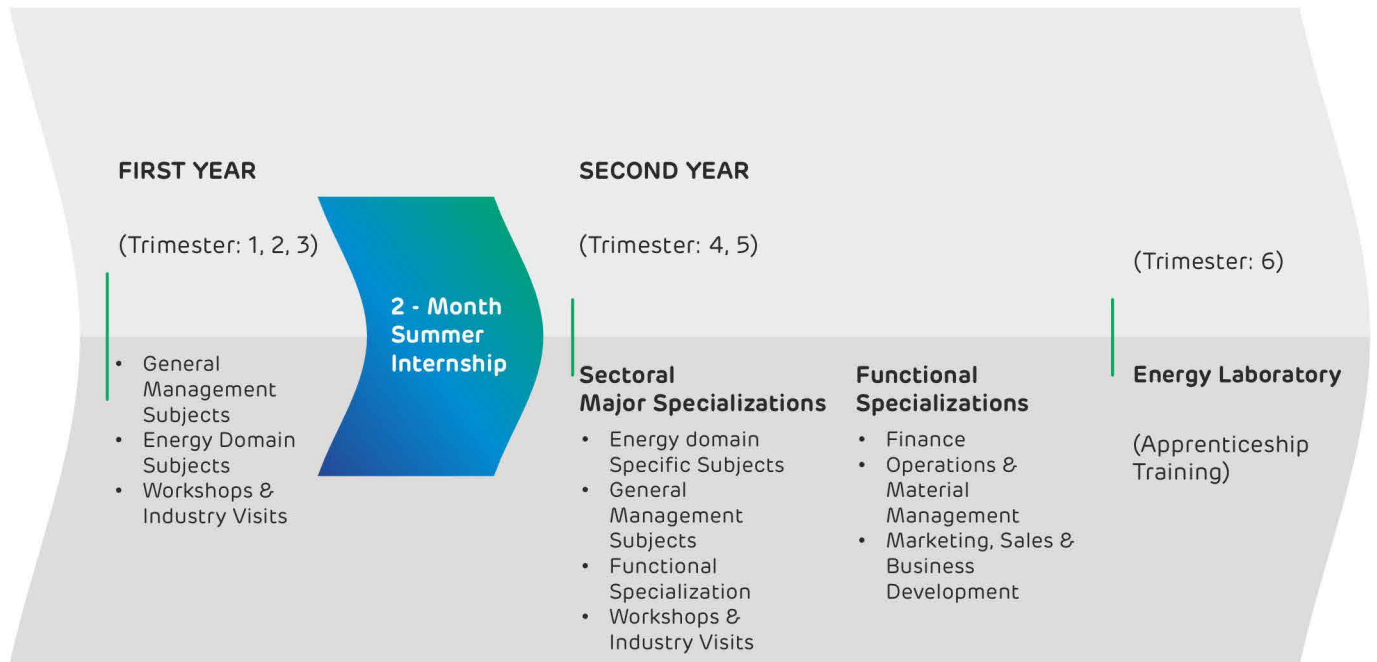 FIRST YEAR
(Trimester: 1, 2, 3)
• General
Management
Subjects
• Energy Domain
Subjects
• Workshops &
Industry Visits
2 - Month
Summer
Internship
SECOND YEAR
(Trimester: 4, 5)
Sectoral
Major Specializations
• Energy domain
Specific Subjects
• General
Management
Subjects
• Functional
Specialization
• Workshops &
Industry Visits
Functional
Specializations
• Finance
• Operations &
Material
Management
• Marketing, Sales &
Business
Development
(Trimester: 6)
Energy Laboratory
(Apprenticeship
Training)